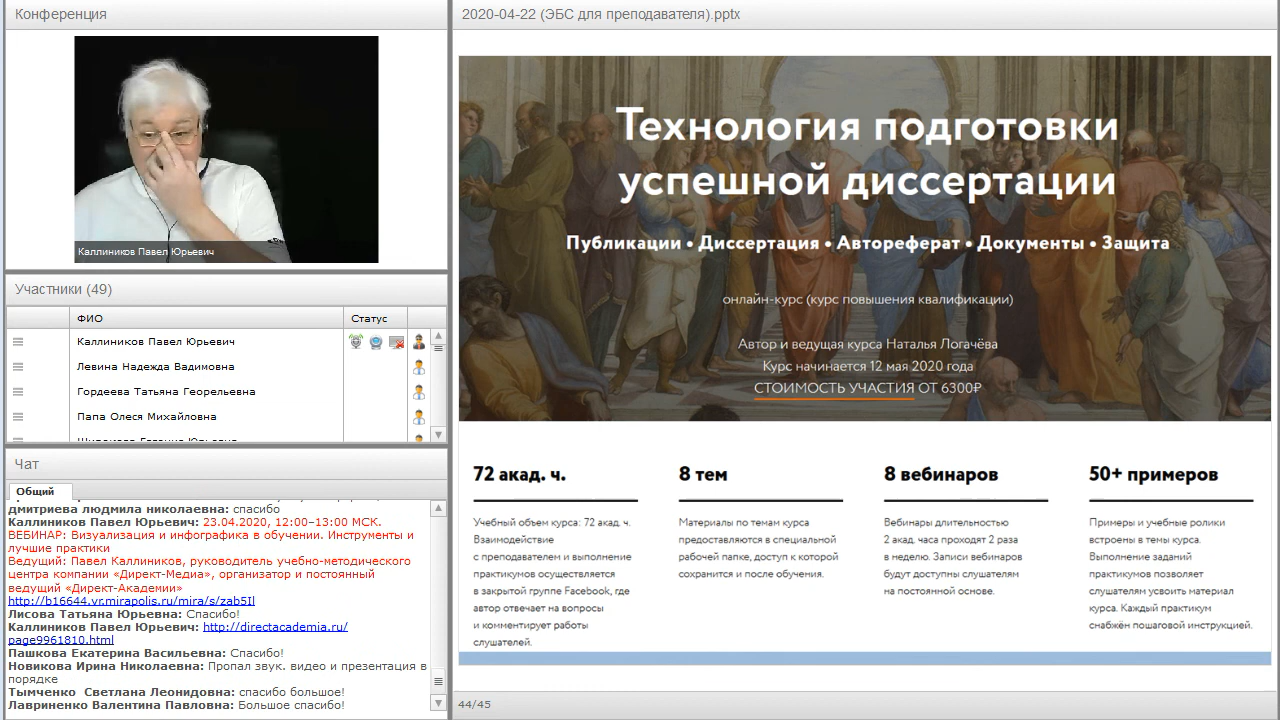 Конференция
Каллиников Павел Юрьевич
Участники (49)
ФИО
Статус
Каллиников Павел Юрьевич
Левина Надежда Вадимовна
Гордеева Татьяна Георельевна
Папа Олеся Михайловна
Чат
Общий
дмитриева людмила николаевна: спасибо
Каллиников Павел Юрьевич: 23.04.2020, 12:00–13:00 МСК.
ВЕБИНАР: Визуализация и инфографика в обучении. Инструменты и
лучшие практики
Ведущий: Павел Каллиников, руководитель учебно-методического
центра компании «Директ-Медиа», организатор и постоянный
ведущий «Директ-Академии»
http://b16644.vr.mirapolis.ru/mira/s/zab5Il
Лисова Татьяна Юрьевна: Спасибо!
Каллиников Павел Юрьевич: http://directacademia.ru/
page9961810.html
Пашкова Екатерина Васильевна: Спасибо!
Новикова Ирина Николаевна: Пропал звук. видео и презентация в
порядке
Тымченко Светлана Леонидовна: спасибо большое!
Лавриненко Валентина Павловна: Большое спасибо!
2020-04-22 (ЭБС для преподавателя).pptx
Технология подготовки
успешной диссертации
Публикации • Диссертация • Автореферат • Документы • Защита
онлайн-курс (курс повышения квалификации)
Автор и ведущая курса Наталья Логачёва
Курс начинается 12 мая 2020 года
СТОИМОСТЬ УЧАСТИЯ ОТ 6300₽
72 акад. ч.
Учебный объем курса: 72 акад. ч.
Взаимодействие
с преподавателем и выполнение
практикумов осуществляется
в закрытой группе Facebook, где
автор отвечает на вопросы
и комментирует работы
слушателей.
8 тем
Материалы по темам курса
предоставляются в специальной
рабочей папке, доступ к которой
сохранится и после обучения.
8 вебинаров
Вебинары длительностью
2 акад. часа проходят 2 раза
в неделю. Записи вебинаров
будут доступны слушателям
на постоянной основе.
50+ примеров
Примеры и учебные ролики
встроены в темы курса.
Выполнение заданий
практикумов позволяет
слушателям усвоить материал
курса. Каждый практикум
снабжён пошаговой инструкцией.
44/45